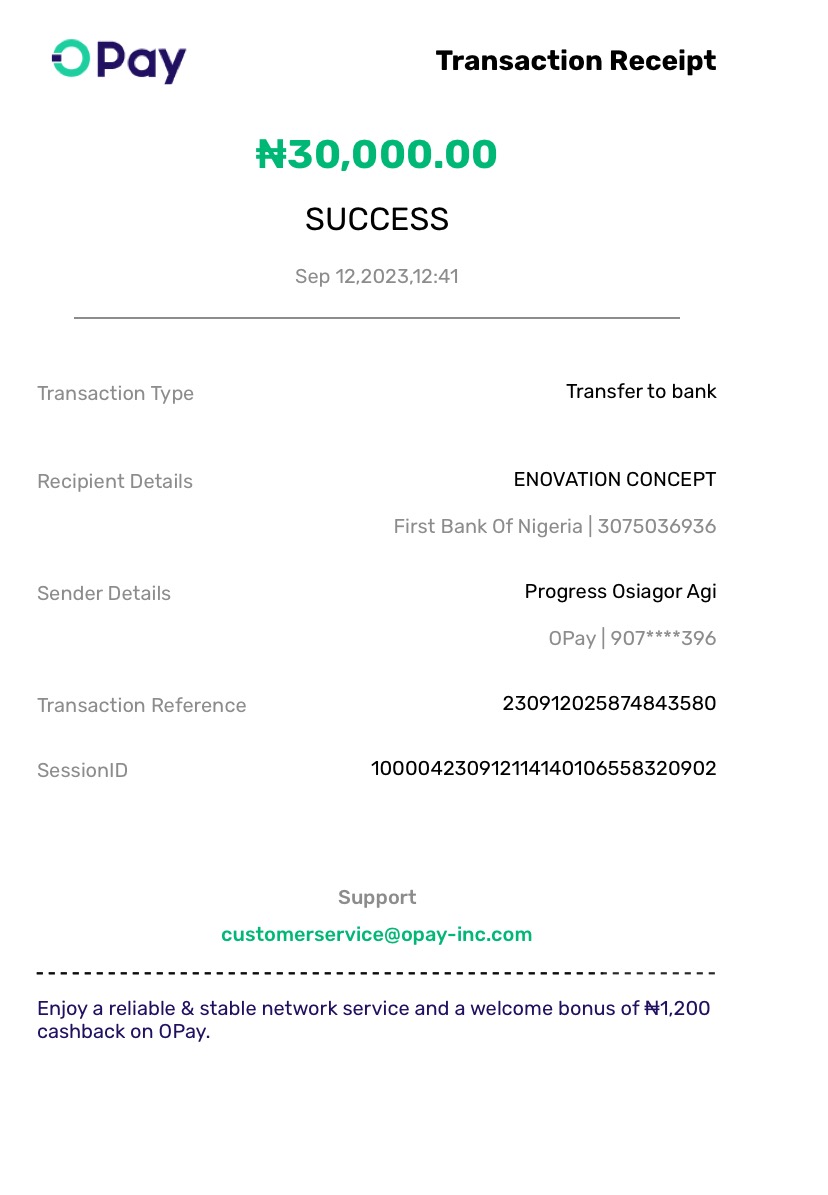 OPay
Transaction Receipt
₦30,000.00
SUCCESS
Sep 12,2023,12:41
Transaction Type
Transfer to bank
Recipient Details
ENOVATION CONCEPT
First Bank Of Nigeria | 3075036936
Sender Details
Progress Osiagor Agi
OPay | 907****396
Transaction Reference
230912025874843580
SessionID
100004230912114140106558320902
Support
customerservice@opay-inc.com
Enjoy a reliable & stable network service and a welcome bonus of ₦1,200
cashback on OPay.